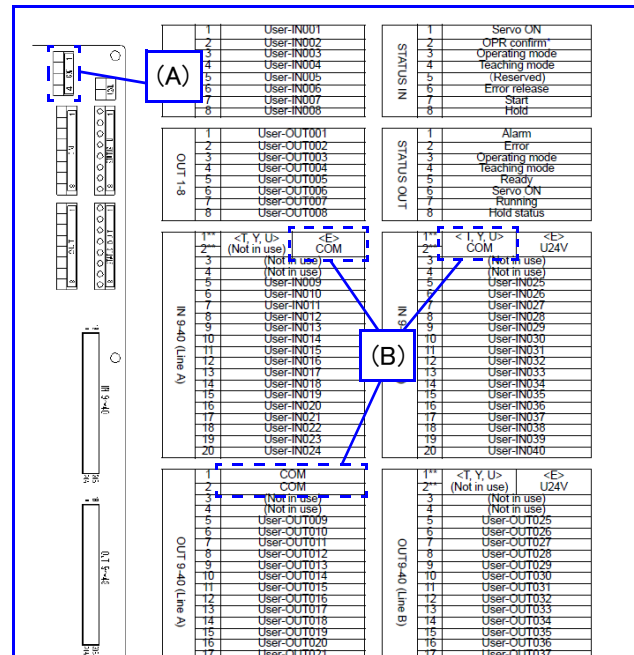 (A)
1 User-IN001
2 User-IN002
3 User-IN003
4 User-IN004
5 User-IN005
6 User-IN006
7 User-IN007
8 User-IN008
STATUS IN
1 Servo ON
2 OPR confirm*
3 Operating mode
4 Teaching mode
5 (Reserved)
6 Error release
7 Start
8 Hold
OUT 1-8
1 User-OUT001
2 User-OUT002
3 User-OUT003
4 User-OUT004
5 User-OUT005
6 User-OUT006
7 User-OUT007
8 User-OUT008
STATUS OUT
1 Alarm
2 Error
3 Operating mode
4 Teaching mode
5 Ready
6 Servo ON
7 Running
8 Hold status
IN 9-40 (Line A)
1** <T, Y, U> <E>
2** (Not in use) COM
3 (Not in use)
4 (Not in use)
5 User-IN009
6 User-IN010
7 User-IN011
8 User-IN012
9 User-IN013
10 User-IN014
11 User-IN015
12 User-IN016
13 User-IN017
14 User-IN018
15 User-IN019
16 User-IN020
17 User-IN021
18 User-IN022
19 User-IN023
20 User-IN024
(B)
IN 9
1** <T, Y, U> <E>
2** COM U24V
3 (Not in use)
4 (Not in use)
5 User-IN025
6 User-IN026
7 User-IN027
8 User-IN028
9 User-IN029
10 User-IN030
11 User-IN031
12 User-IN032
13 User-IN033
14 User-IN034
15 User-IN035
16 User-IN036
17 User-IN037
18 User-IN038
19 User-IN039
20 User-IN040
OUT 9-40 (Line A)
1 COM
2 COM
3 (Not in use)
4 (Not in use)
5 User-OUT009
6 User-OUT010
7 User-OUT011
8 User-OUT012
9 User-OUT013
10 User-OUT014
11 User-OUT015
12 User-OUT016
13 User-OUT017
14 User-OUT018
15 User-OUT019
16 User-OUT020
17 User-OUT021
OUT9-40 (Line B)
1** <T, Y, U> <E>
2** (Not in use) U24V
3 (Not in use)
4 (Not in use)
5 User-OUT025
6 User-OUT026
7 User-OUT027
8 User-OUT028
9 User-OUT029
10 User-OUT030
11 User-OUT031
12 User-OUT032
13 User-OUT033
14 User-OUT034
15 User-OUT035
16 User-OUT036
17 User-OUT037